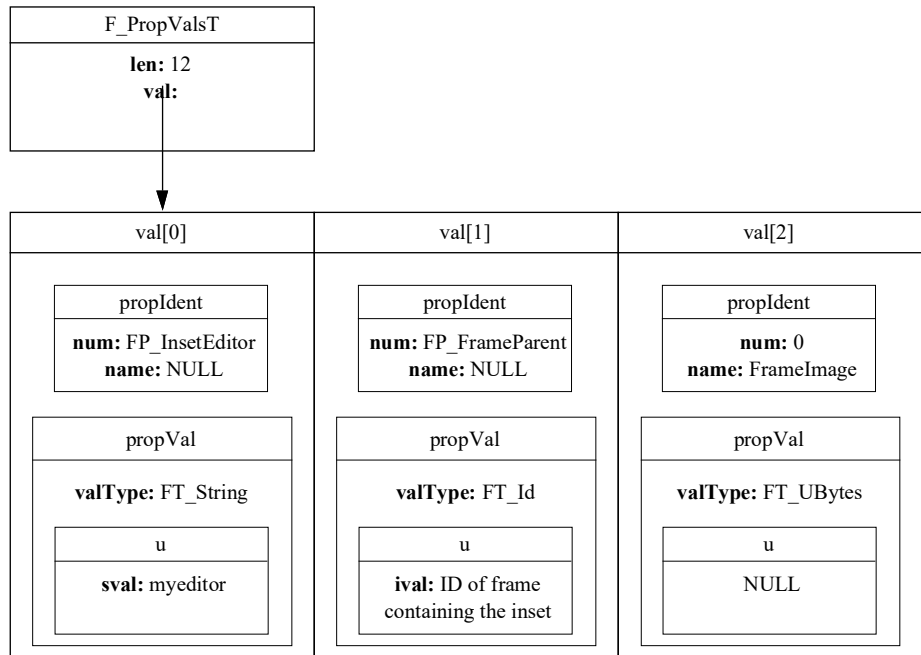 F_PropValsT
len: 12
val:
val[0]
val[1]
val[2]
propIdent
num: FP_InsetEditor
name: NULL
propIdent
num: FP_FrameParent
name: NULL
propIdent
num: 0
name: FrameImage
propVal
valType: FT_String
u
sval: myeditor
propVal
valType: FT_Id
u
ival: ID of frame
containing the inset
propVal
valType: FT_UBytes
u
NULL